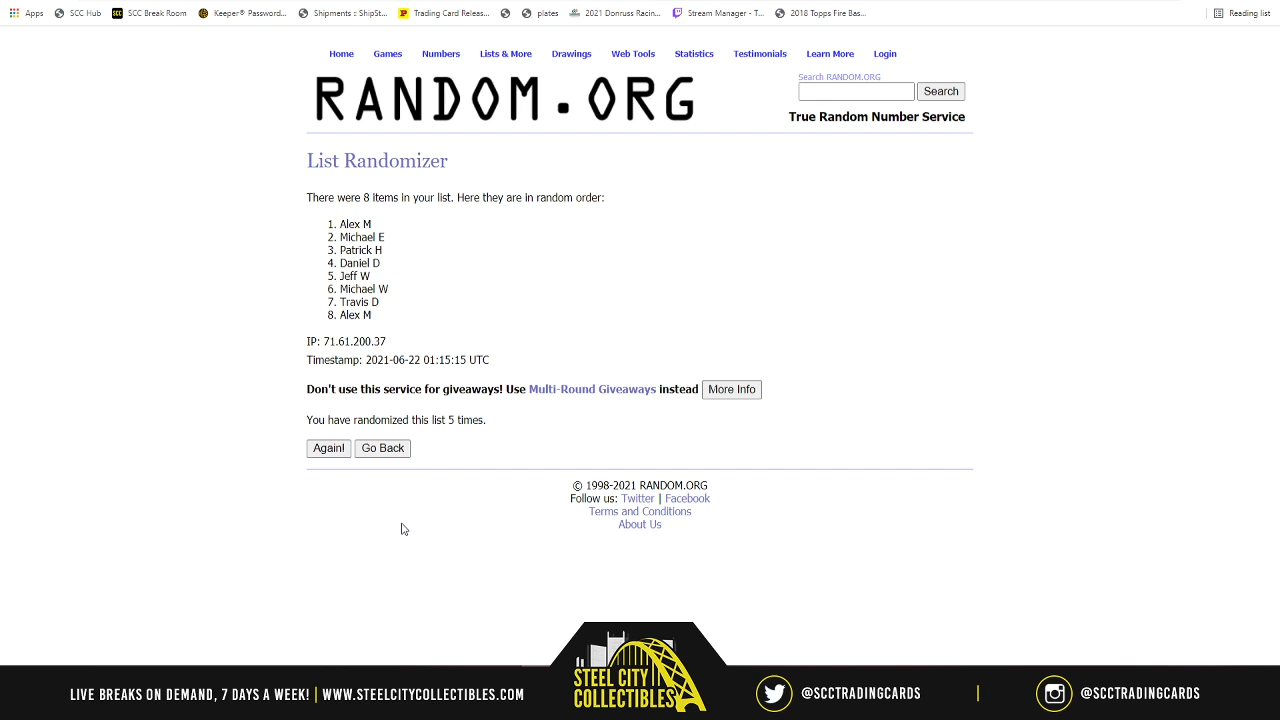 Apps SCC Hub SCC Break Room Keeper® Password... Shipments :: ShipSt... Trading Card Releas... plates 2021 Donruss Racin... Stream Manager - T... 2018 Topps Fire Bas... Reading list
Home Games Numbers Lists & More Drawings Web Tools Statistics Testimonials Learn More Login
RANDOM.ORG
Search RANDOM.ORG
Search
True Random Number Service
List Randomizer
There were 8 items in your list. Here they are in random order:
1. Alex M
2. Michael E
3. Patrick H
4. Daniel D
5. Jeff W
6. Michael W
7. Travis D
8. Alex M
IP: 71.61.200.37
Timestamp: 2021-06-22 01:15:15 UTC
Don't use this service for giveaways! Use Multi-Round Giveaways instead More Info
You have randomized this list 5 times.
Again! Go Back
© 1998-2021 RANDOM.ORG
Follow us: Twitter | Facebook
Terms and Conditions
About Us
LIVE BREAKS ON DEMAND, 7 DAYS A WEEK! | WWW.STEELCITYCOLLECTIBLES.COM
STEEL CITY
COLLECTIBLES
@SCCTRADINGCARDS | @SCCTRADINGCARDS